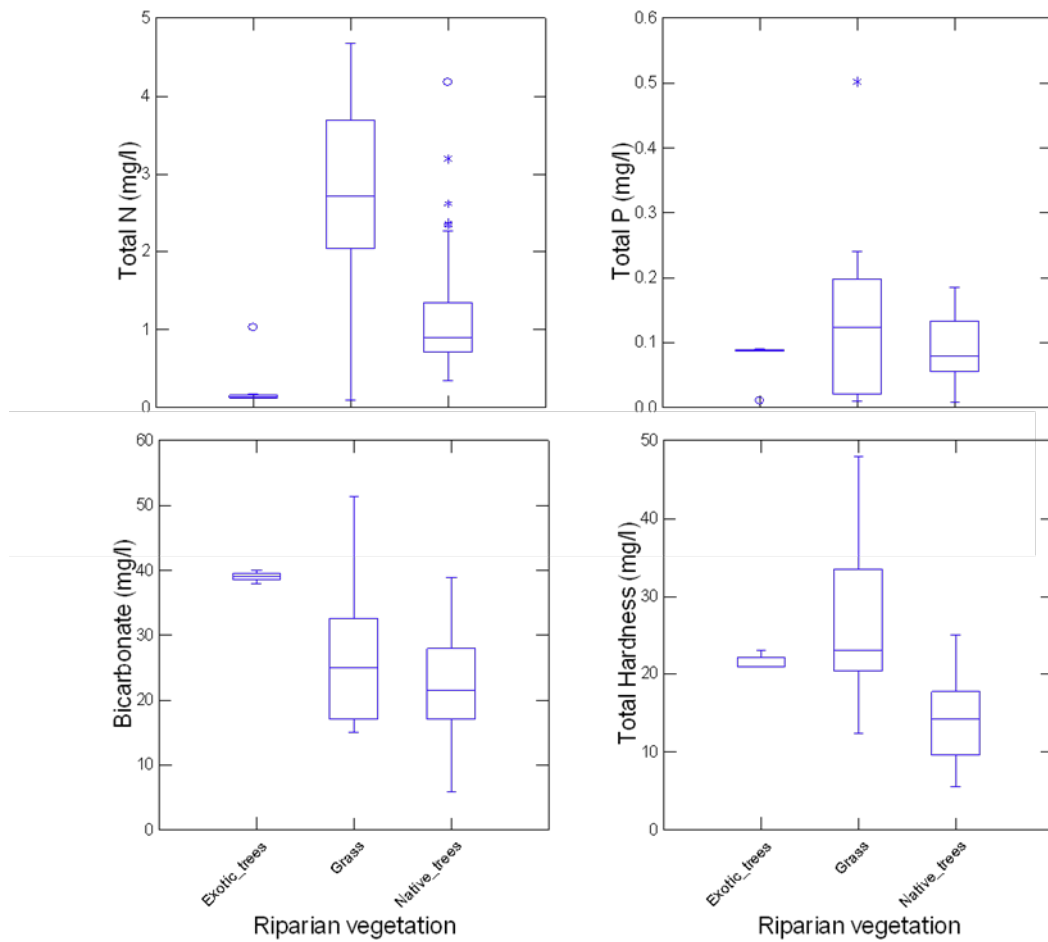 Total N (mg/l)
5
4
3
2
1
0
Total P (mg/l)
0.6
0.5
0.4
0.3
0.2
0.1
0.0
Bicarbonate (mg/l)
60
50
40
30
20
10
0
Exotic_trees
Grass
Native_trees
Riparian vegetation
Total Hardness (mg/l)
50
40
30
20
10
0
Exotic_trees
Grass
Native_trees
Riparian vegetation